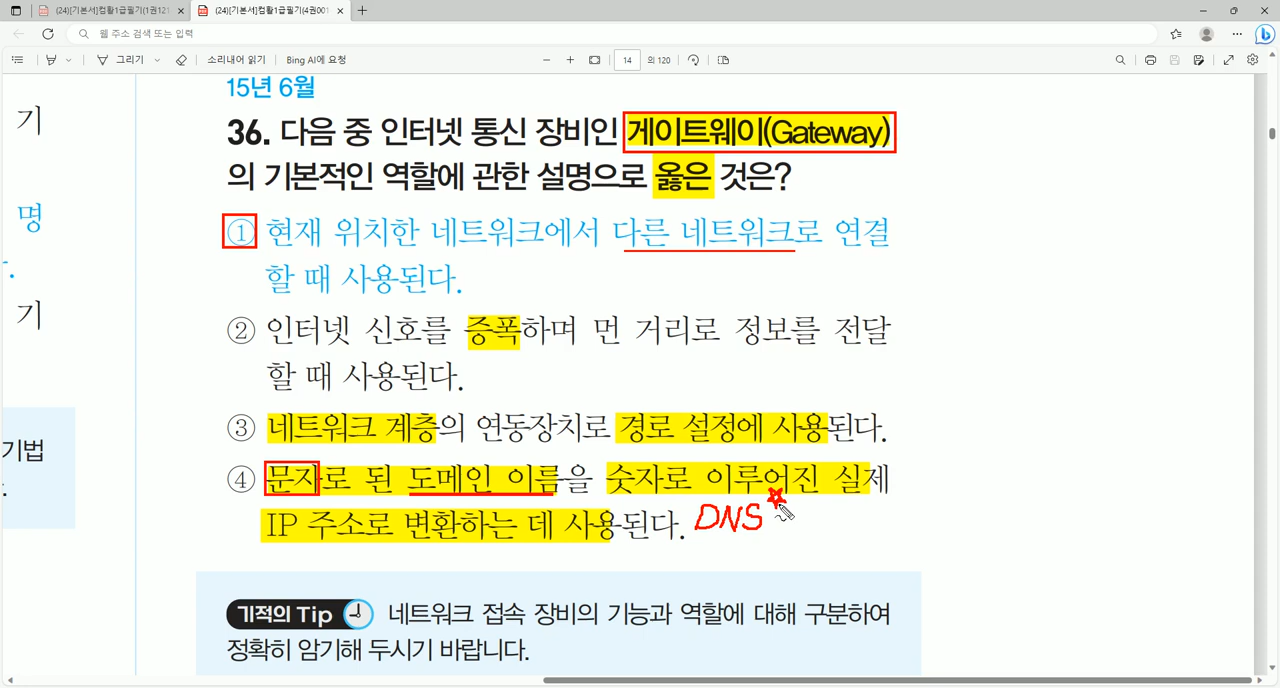 (24)[기본서]컴활1급필기(1권121
(24)[기본서]컴활1급필기(4권001
웹 주소 검색 또는 입력
그리기
소리내어 읽기
Bing AI에 요청
14
의 120
기
명
.
기
기법
.
15년 6월
36. 다음 중 인터넷 통신 장비인 게이트웨이(Gateway)
의 기본적인 역할에 관한 설명으로 옳은 것은?
① 현재 위치한 네트워크에서 다른 네트워크로 연결
할 때 사용된다.
② 인터넷 신호를 증폭하며 먼 거리로 정보를 전달
할 때 사용된다.
③ 네트워크 계층의 연동장치로 경로 설정에 사용된다.
④ 문자로 된 도메인 이름을 숫자로 이루어진 실제
IP 주소로 변환하는 데 사용된다. DNS
기적의 Tip 네트워크 접속 장비의 기능과 역할에 대해 구분하여
정확히 암기해 두시기 바랍니다.